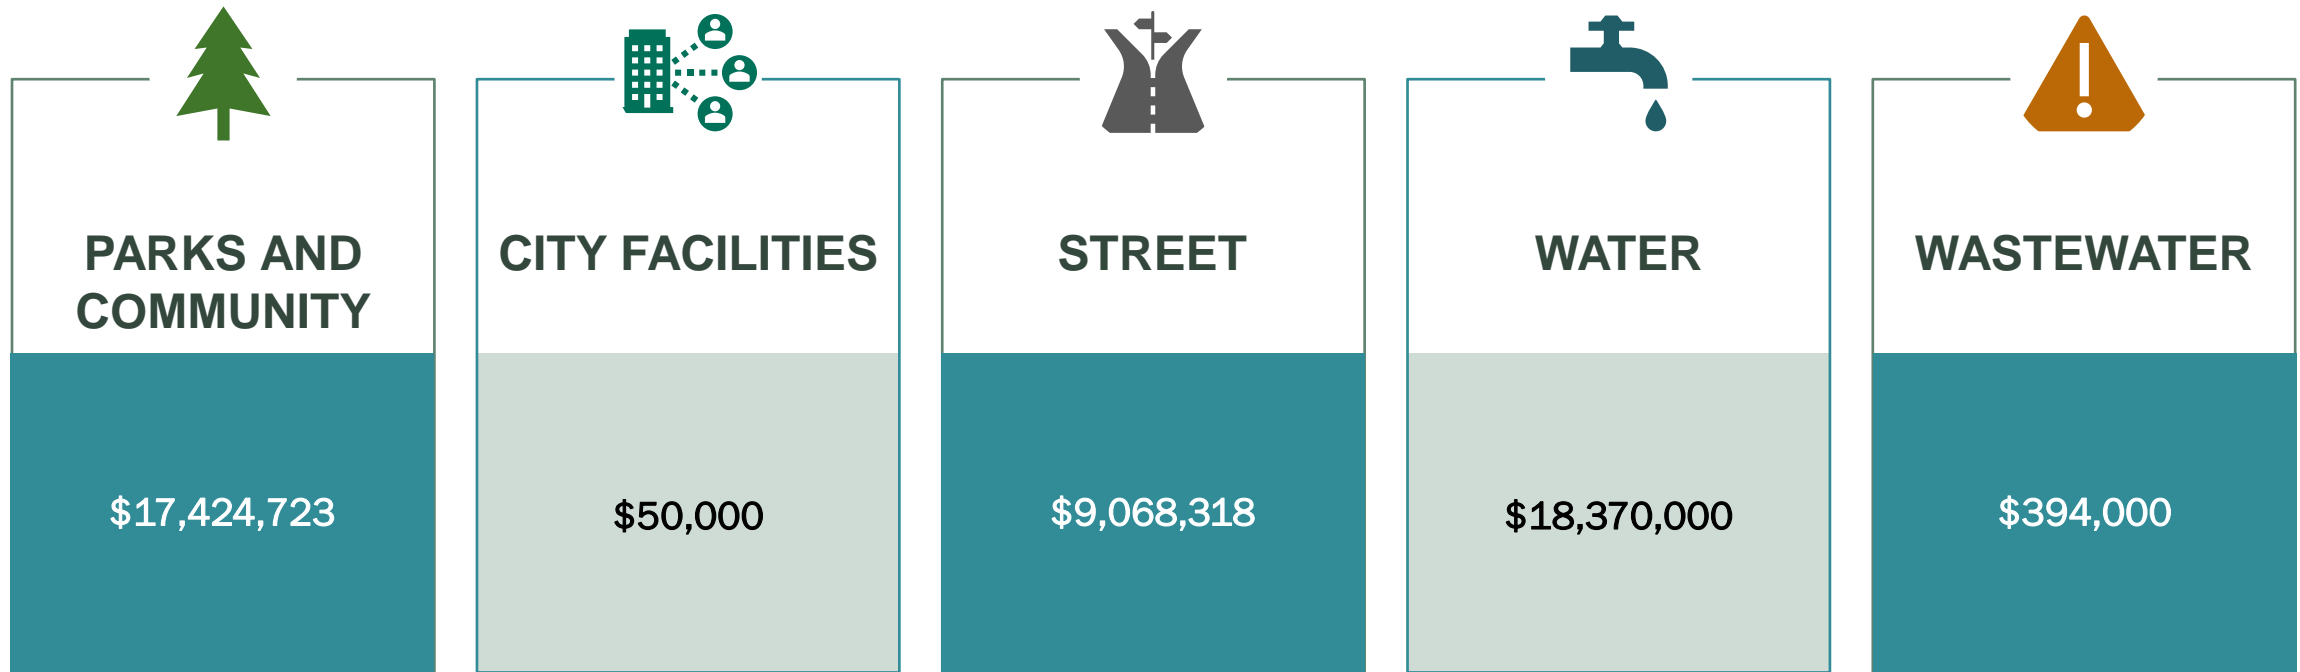 PARKS AND
COMMUNITY
$17,424,723
CITY FACILITIES
$50,000
STREET
$9,068,318
WATER
$18,370,000
WASTEWATER
$394,000